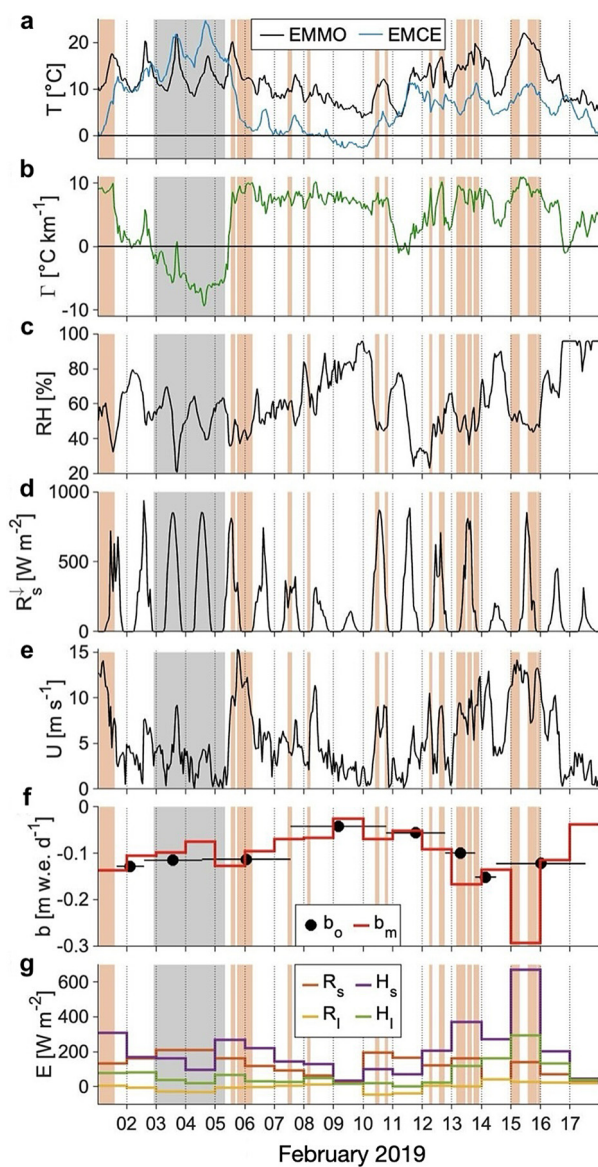 a
EMMO EMCE
T [°C]
20
10
0
b
Γ [°C km⁻¹]
10
0
-10
c
RH [%]
100
80
60
40
20
d
R↓s [W m⁻²]
1000
500
0
e
U [m s⁻¹]
15
10
5
0
f
b [m w.e. d⁻¹]
0
-0.1
-0.2
-0.3
bo bm
g
E [W m⁻²]
600
400
200
0
Rs Hs
Rl Hl
02 03 04 05 06 07 08 09 10 11 12 13 14 15 16 17
February 2019